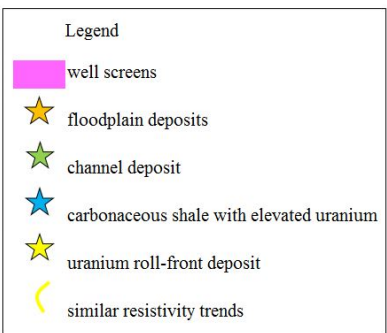 Legend
well screens
floodplain deposits
channel deposit
carbonaceous shale with elevated uranium
uranium roll-front deposit
similar resistivity trends